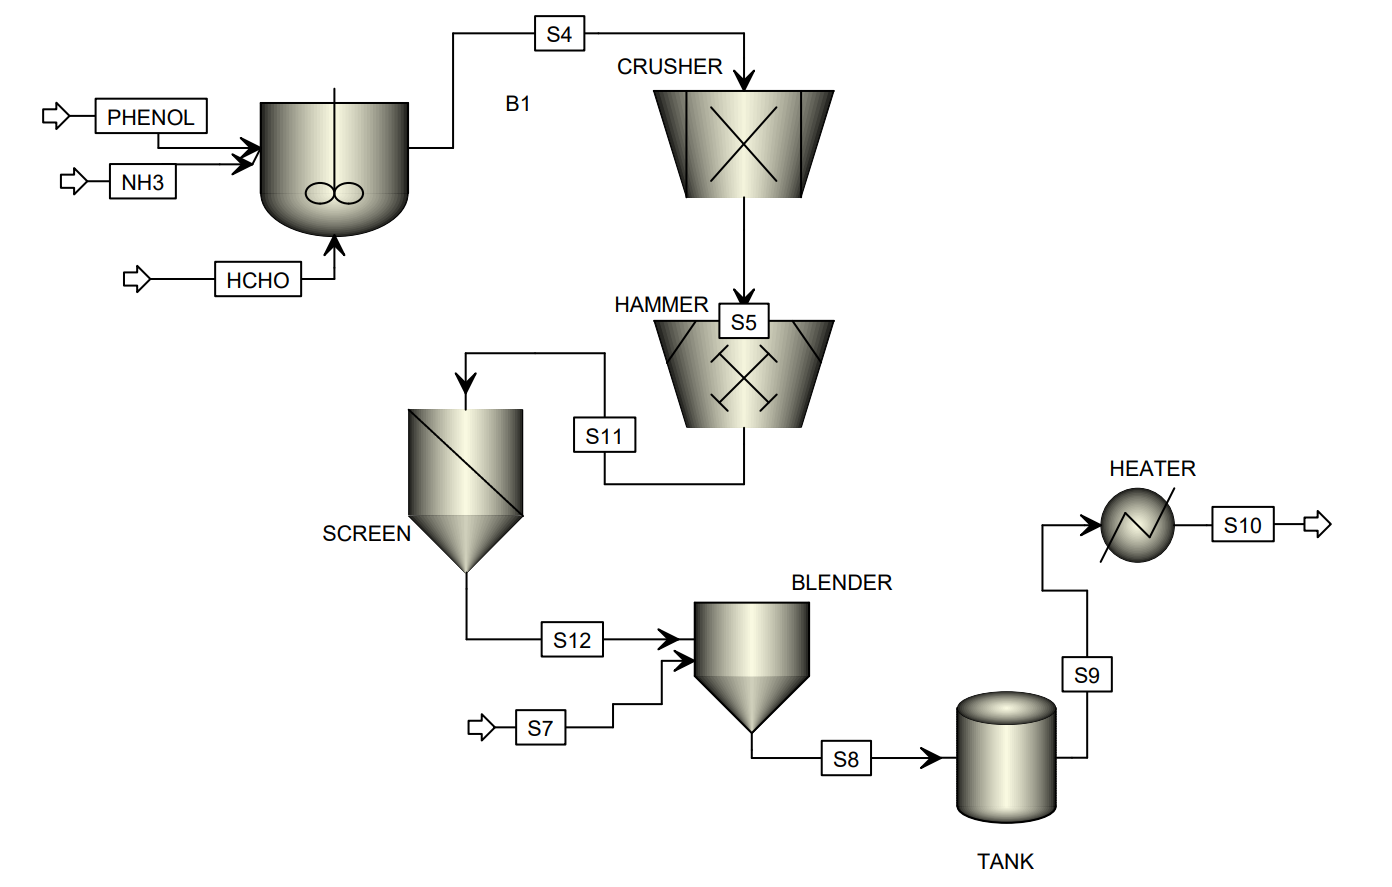 S4
CRUSHER
B1
PHENOL
NH3
HCHO
HAMMER
S5
S11
HEATER
S10
SCREEN
BLENDER
S12
S9
S7
S8
TANK